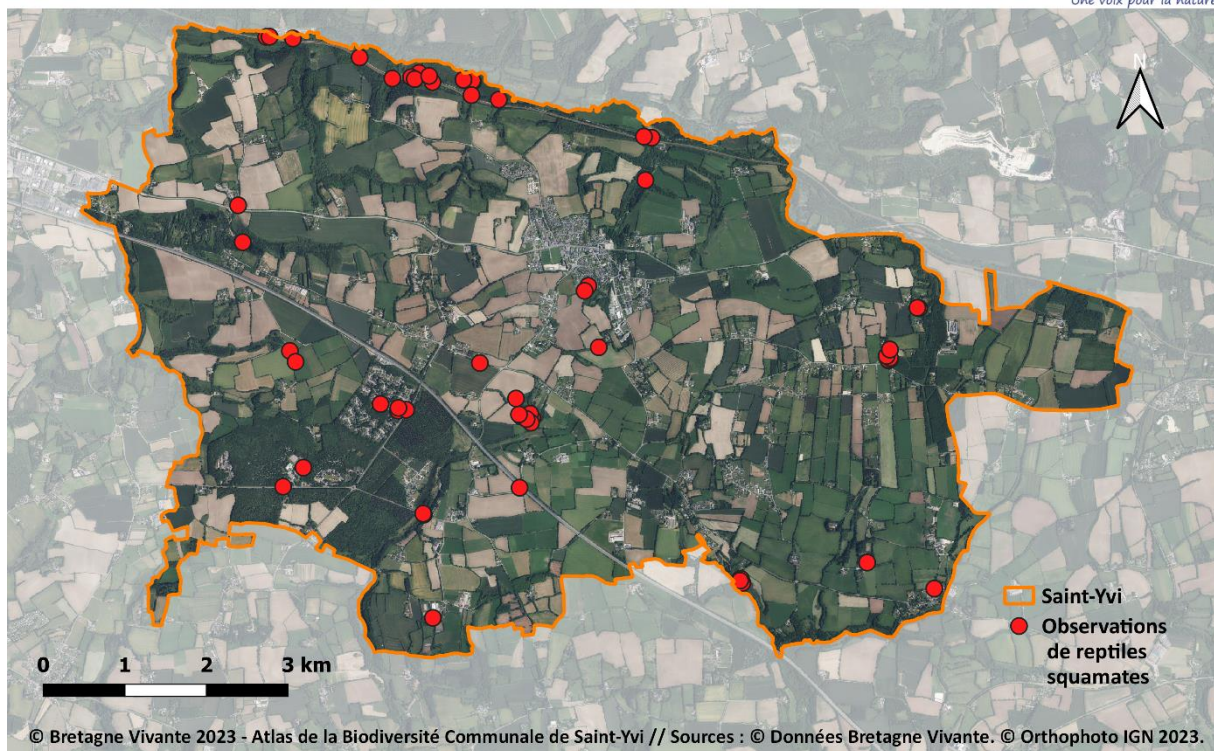 Une voix pour la nature
N
Saint-Yvi
Observations
de reptiles
squamates
0 1 2 3 km
© Bretagne Vivante 2023 - Atlas de la Biodiversité Communale de Saint-Yvi // Sources : © Données Bretagne Vivante. © Orthophoto IGN 2023.